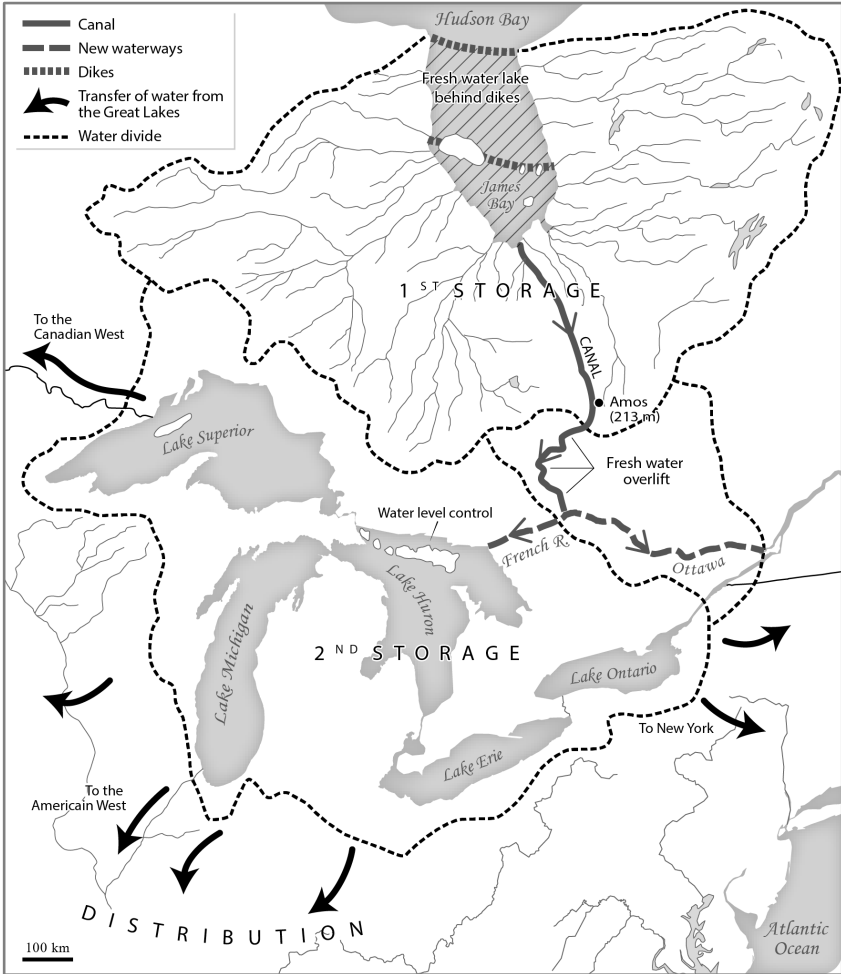 Canal
New waterways
Dikes
Transfer of water from
the Great Lakes
Water divide
Hudson Bay
Fresh water lake
behind dikes
James
Bay
1ST STORAGE
To the
Canadian West
CANAL
Amos
(213 m)
Lake Superior
Fresh water
overlift
Water level control
French R.
Ottawa
Lake Huron
Lake Michigan
2ND STORAGE
Lake Ontario
To New York
Lake Erie
To the
American West
DISTRIBUTION
Atlantic
Ocean
100 km